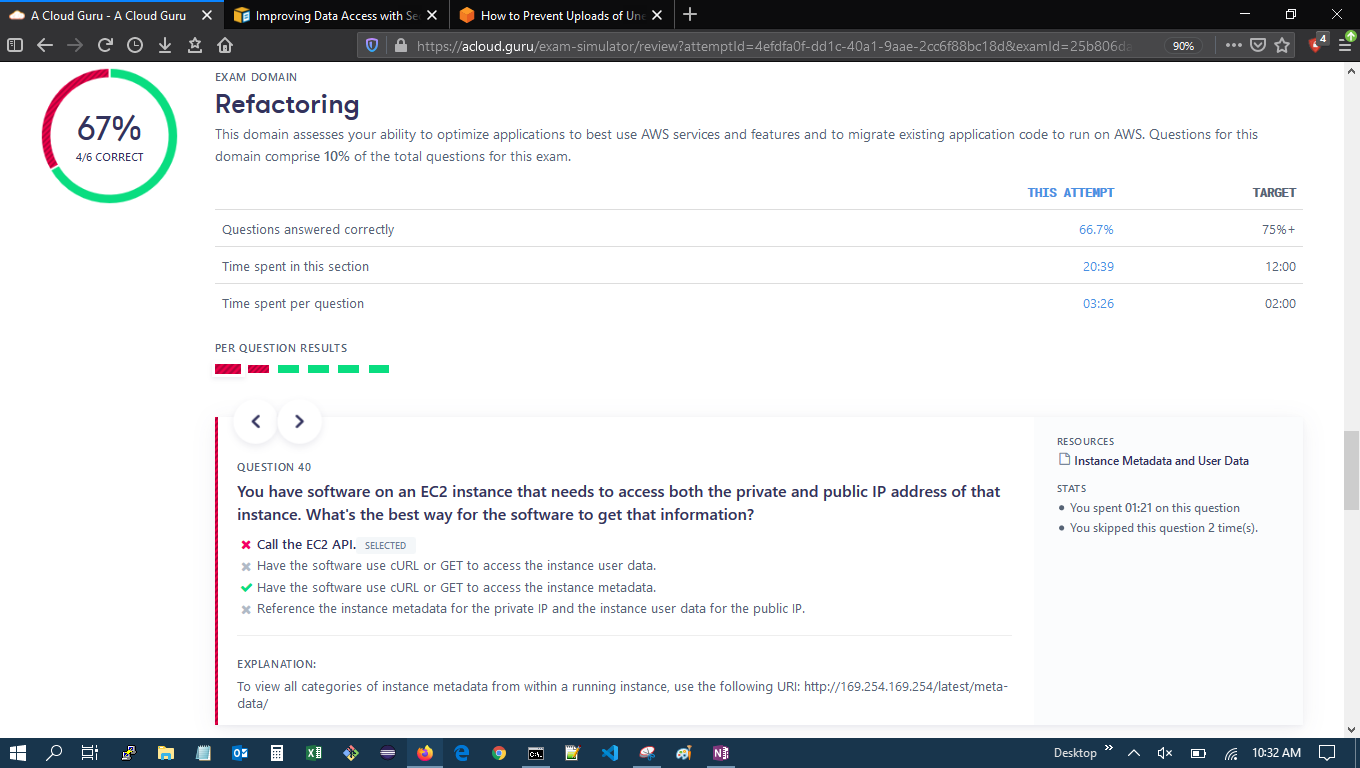 A Cloud Guru - A Cloud Guru
Improving Data Access with Se
How to Prevent Uploads of Une
https://acloud.guru/exam-simulator/review?attemptId=4efdfa0f-dd1c-40a1-9aae-2cc6f88bc18d&examId=25b806da
90%
4
67%
4/6 CORRECT
EXAM DOMAIN
Refactoring
This domain assesses your ability to optimize applications to best use AWS services and features and to migrate existing application code to run on AWS. Questions for this
domain comprise 10% of the total questions for this exam.
THIS ATTEMPT TARGET
Questions answered correctly 66.7% 75%+
Time spent in this section 20:39 12:00
Time spent per question 03:26 02:00
PER QUESTION RESULTS
QUESTION 40
You have software on an EC2 instance that needs to access both the private and public IP address of that
instance. What's the best way for the software to get that information?
Call the EC2 API. SELECTED
Have the software use cURL or GET to access the instance user data.
Have the software use cURL or GET to access the instance metadata.
Reference the instance metadata for the private IP and the instance user data for the public IP.
EXPLANATION:
To view all categories of instance metadata from within a running instance, use the following URI: http://169.254.169.254/latest/meta-
data/
RESOURCES
Instance Metadata and User Data
STATS
You spent 01:21 on this question
You skipped this question 2 time(s).
Desktop
10:32 AM